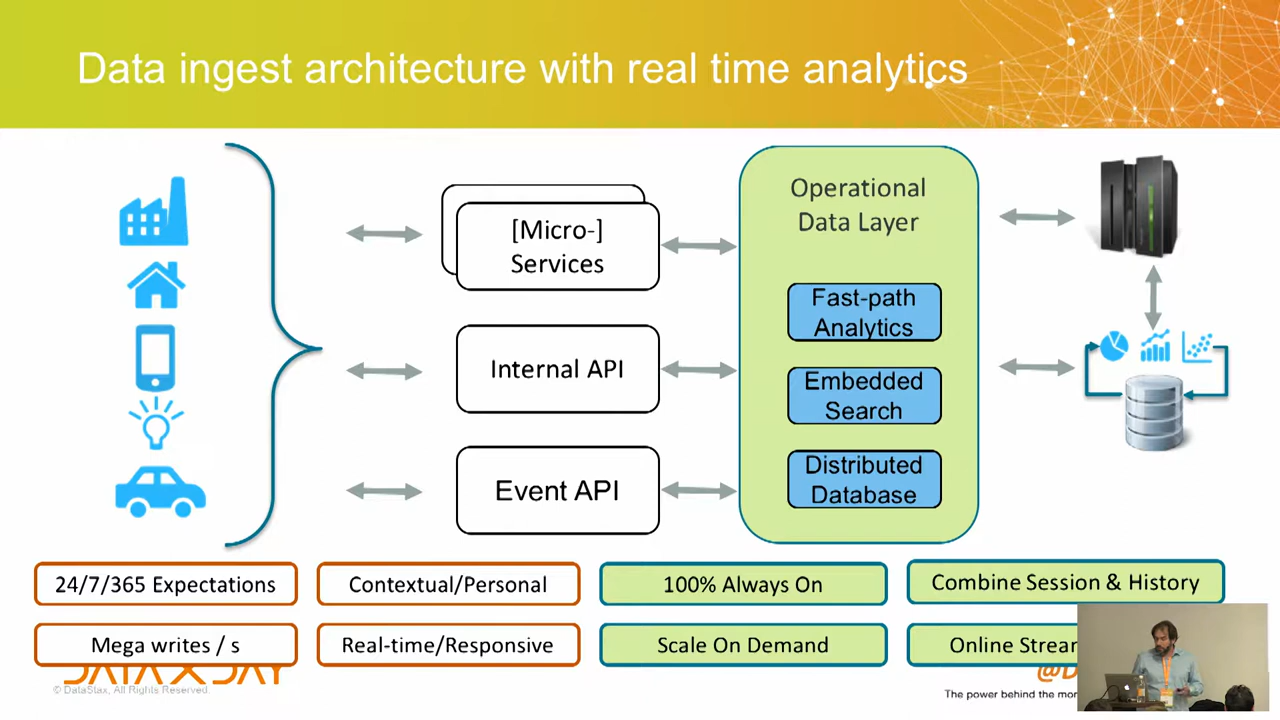 Data ingest architecture with real time analytics
[Micro-]
Services
Internal API
Event API
Operational
Data Layer
Fast-path
Analytics
Embedded
Search
Distributed
Database
24/7/365 Expectations
Contextual/Personal
100% Always On
Combine Session & History
Mega writes / s
Real-time/Responsive
Scale On Demand
Online
DATA X DAY
© DataStax, All Rights Reserved.
The power behind the